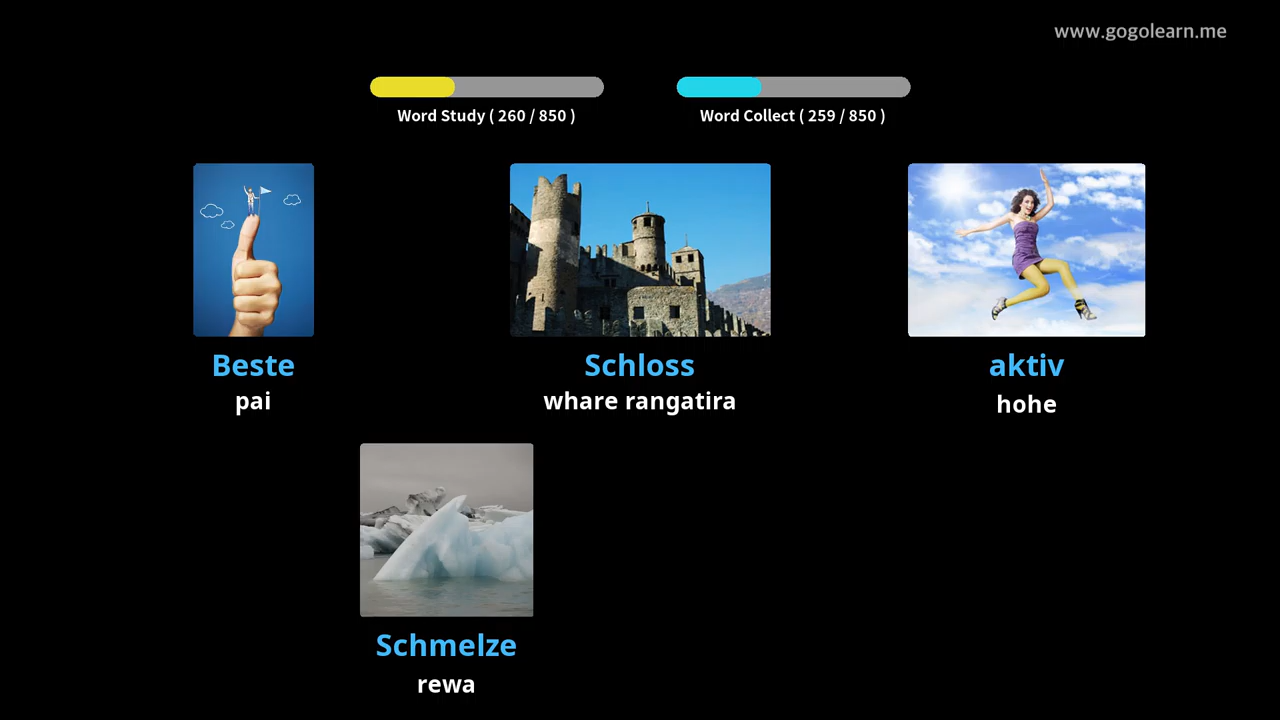 www.gogolearn.me
Word Study ( 260 / 850 )
Word Collect ( 259 / 850 )
Beste
pai
Schloss
whare rangatira
aktiv
hohe
Schmelze
rewa